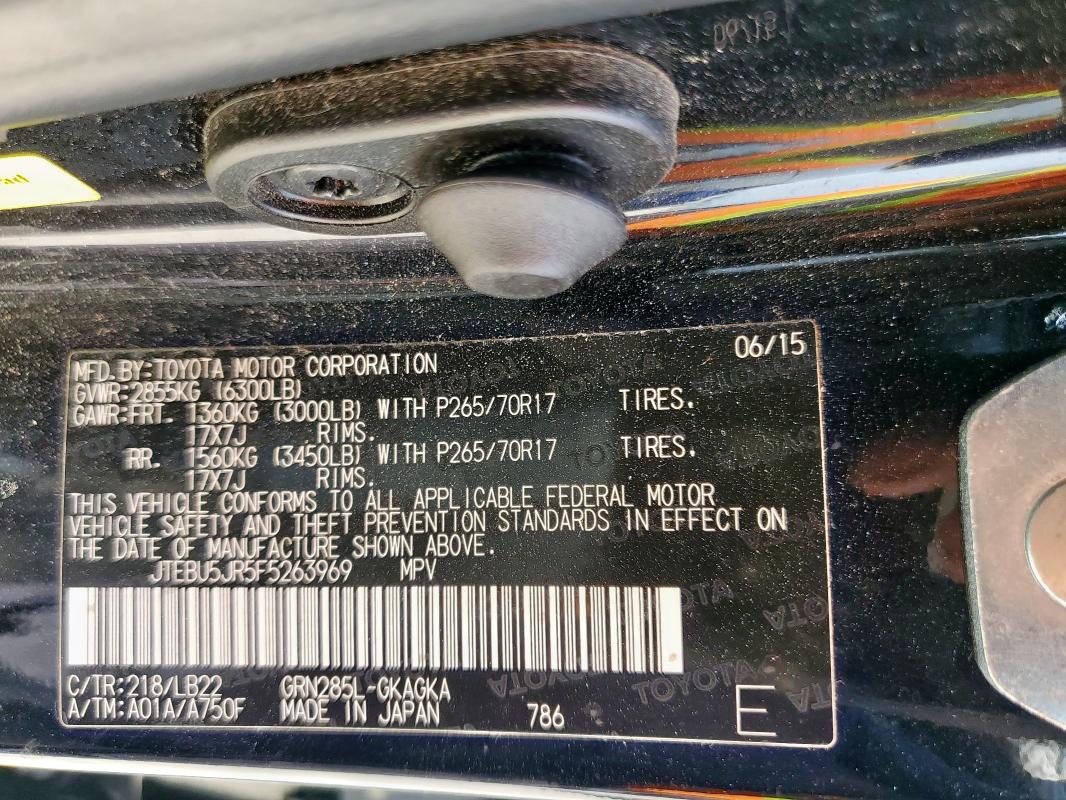 MFD.BY:TOYOTA MOTOR CORPORATION 06/15
GVWR:2855KG (6300LB)
GAWR:FRT. 1360KG (3000LB) WITH P265/70R17 TIRES.
17X7J RIMS.
RR. 1560KG (3450LB) WITH P265/70R17 TIRES.
17X7J RIMS.
THIS VEHICLE CONFORMS TO ALL APPLICABLE FEDERAL MOTOR
VEHICLE SAFETY AND THEFT PREVENTION STANDARDS IN EFFECT ON
THE DATE OF MANUFACTURE SHOWN ABOVE.
JTEBU5JR5F5263969 MPV
C/TR:218/LB22 GRN285L-GKAGKA
A/TM:A01A/A750F MADE IN JAPAN 786 E
TOYOTA
TOYOTA
TOYOTA